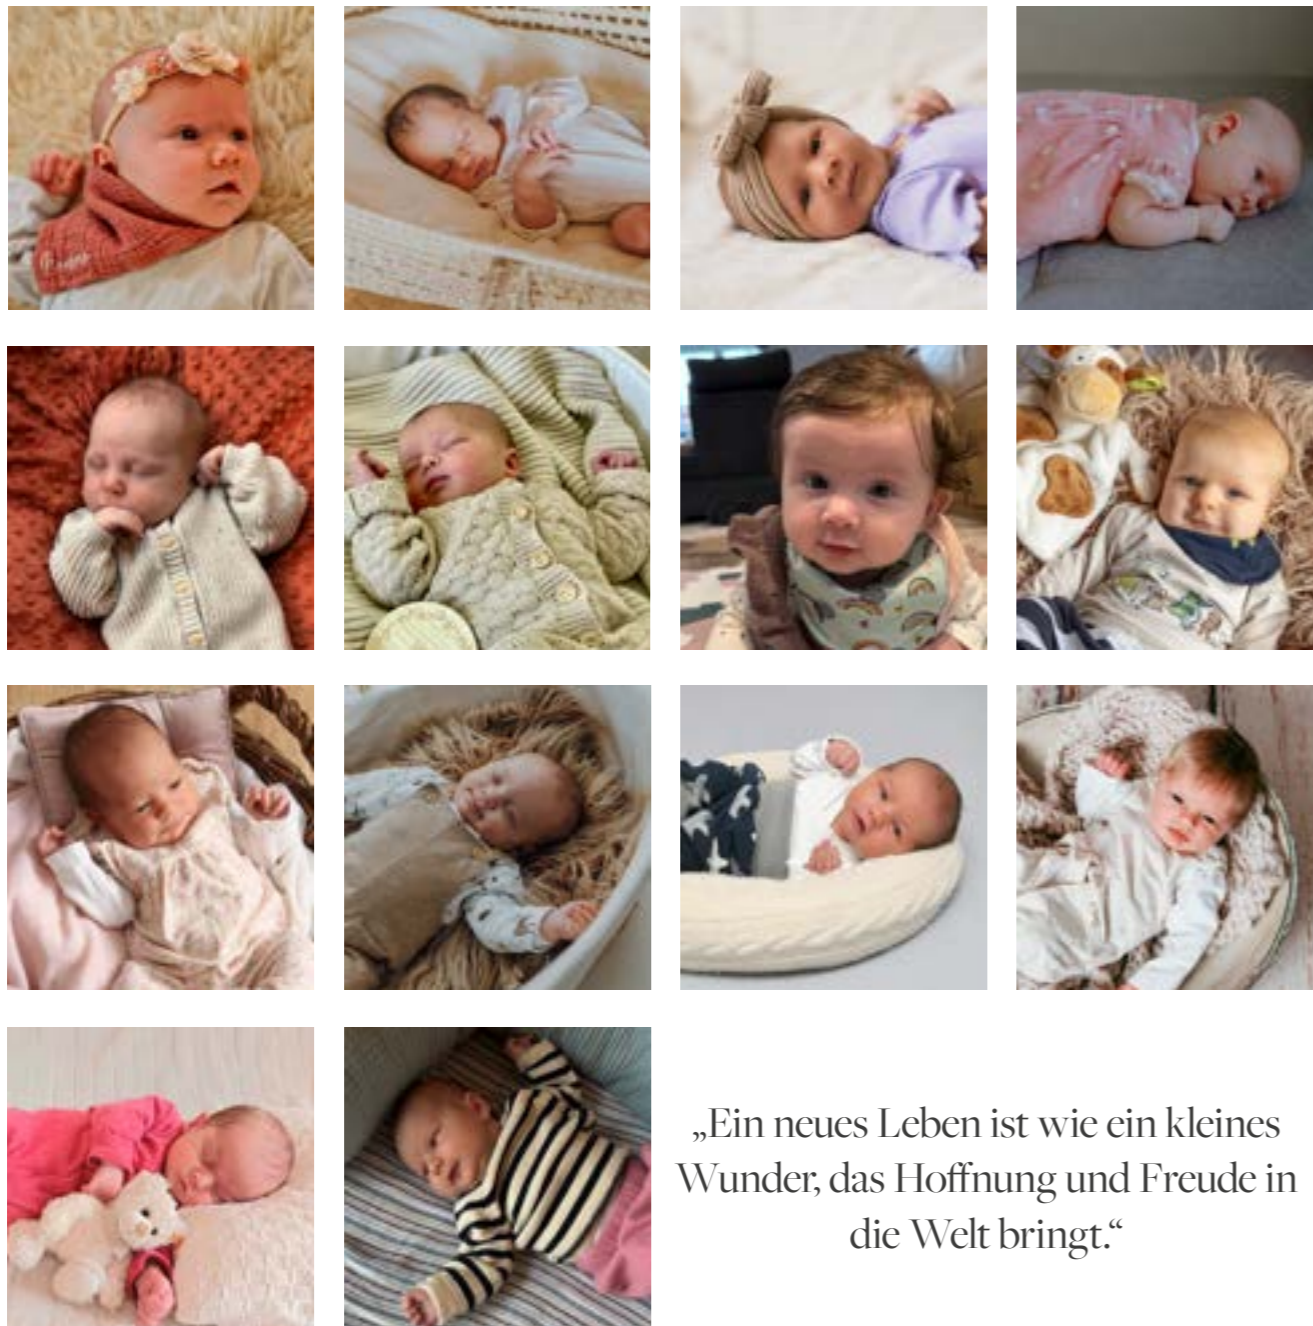 „Ein neues Leben ist wie ein kleines
Wunder, das Hoffnung und Freude in
die Welt bringt.“